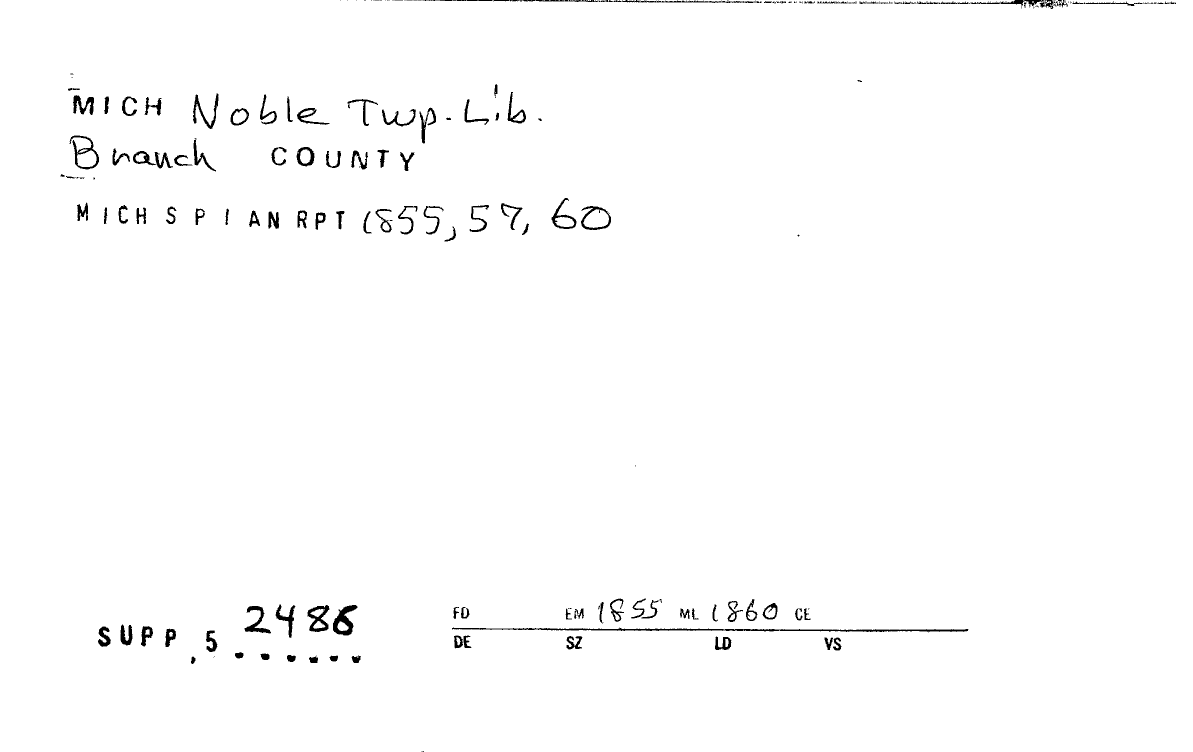 MICH Noble Twp. Lib.
Branch COUNTY
MICH S P I AN RPT 1855, 57, 60
SUPP, 5 2486
FD EM 1855 ML 1860 CE
DE SZ LD VS